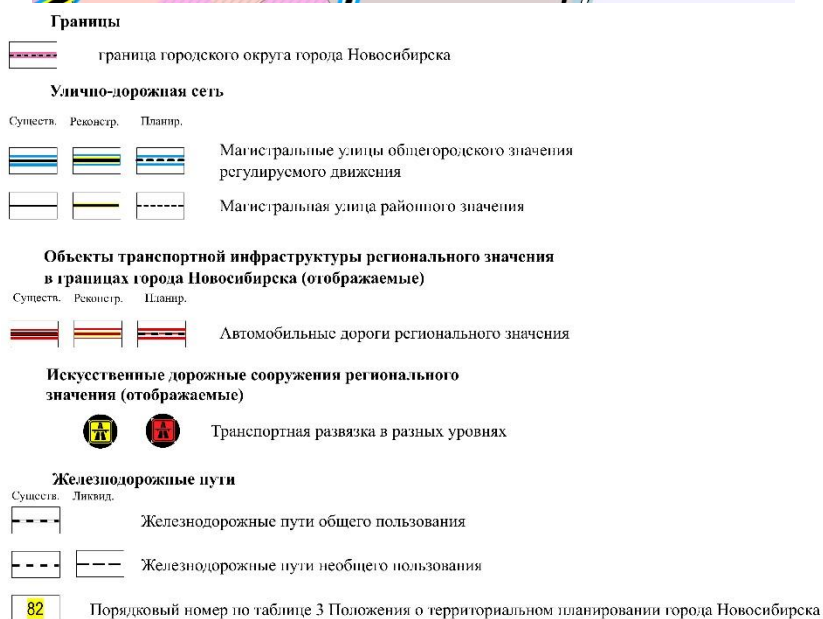 Границы
граница городского округа города Новосибирска
Улично-дорожная сеть
Существ. Реконстр. Планир.
Магистральные улицы общегородского значения
регулируемого движения
Магистральная улица районного значения
Объекты транспортной инфраструктуры регионального значения
в границах города Новосибирска (отображаемые)
Существ. Реконстр. Планир.
Автомобильные дороги регионального значения
Искусственные дорожные сооружения регионального
значения (отображаемые)
Транспортная развязка в разных уровнях
Железнодорожные пути
Существ. Ликвид.
Железнодорожные пути общего пользования
Железнодорожные пути необщего пользования
82 Порядковый номер по таблице 3 Положения о территориальном планировании города Новосибирска